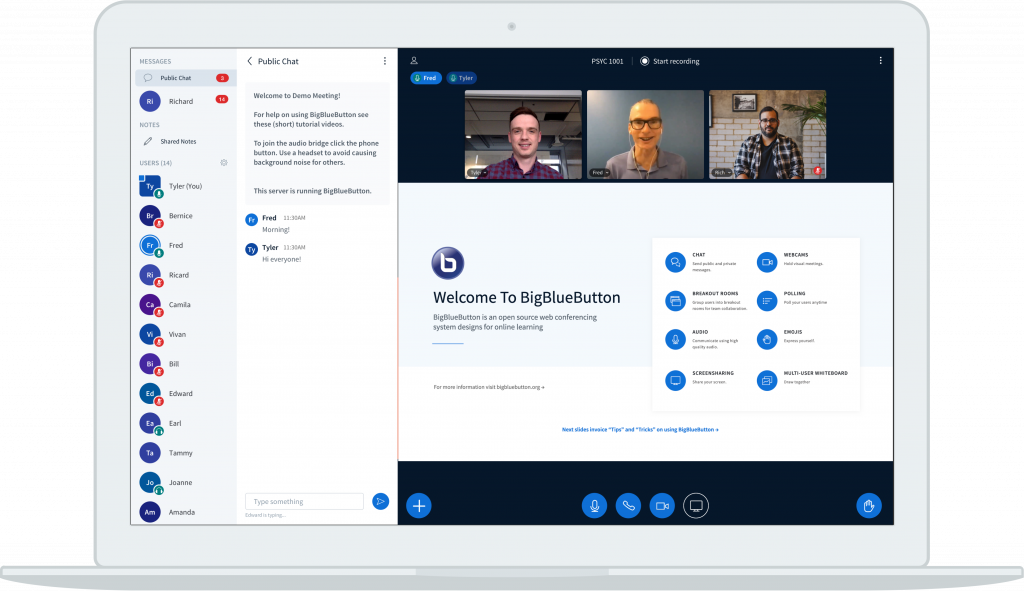 MESSAGES
Public Chat
3
Ri
Richard
14
NOTES
Shared Notes
USERS (14)
Ty
Tyler (You)
Br
Bernice
Fr
Fred
Ri
Ricard
Ca
Camila
Vi
Vivan
Bi
Bill
Ed
Edward
Ea
Earl
Ta
Tammy
Jo
Joanne
Am
Amanda
Public Chat
Welcome to Demo Meeting!
For help on using BigBlueButton see
these (short) tutorial videos.
To join the audio bridge click the phone
button. Use a headset to avoid causing
background noise for others.
This server is running BigBlueButton.
Fr
Fred 11:30AM
Morning!
Ty
Tyler 11:30AM
Hi everyone!
Type something
Edward is typing...
PSYC 1001
Start recording
Fred
Tyler
Tyler
Fred
Rich
b
Welcome To BigBlueButton
BigBlueButton is an open source web conferencing
system designs for online learning
For more information visit bigbluebutton.org →
CHAT
Send public and private
messages.
WEBCAMS
Hold visual meetings.
BREAKOUT ROOMS
Group users into breakout
rooms for team collaboration.
POLLING
Poll your users anytime
AUDIO
Communicate using high
quality audio.
EMOJIS
Express yourself
SCREENSHARING
Share your screen.
MULTI-USER WHITEBOARD
Draw together
Next slides invoice "Tips" and "Tricks" on using BigBlueButton →